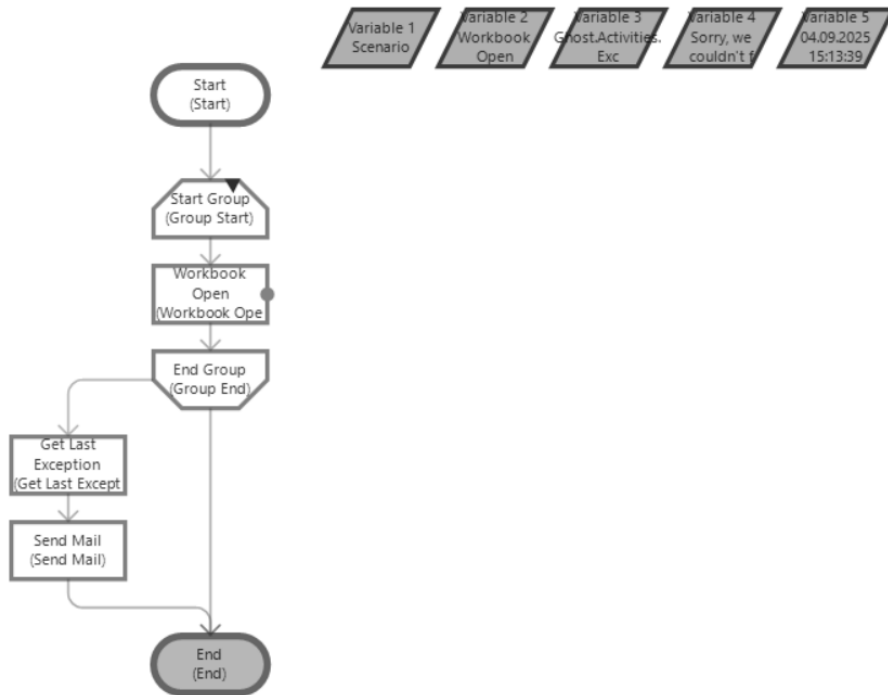 Variable 1
Scenario
Variable 2
Workbook
Open
Variable 3
Ghost.Activities.
Exc
Variable 4
Sorry, we
couldn't f
Variable 5
04.09.2025
15:13:39
Start
(Start)
Start Group
(Group Start)
Workbook
Open
(Workbook Ope
End Group
(Group End)
Get Last
Exception
(Get Last Except
Send Mail
(Send Mail)
End
(End)